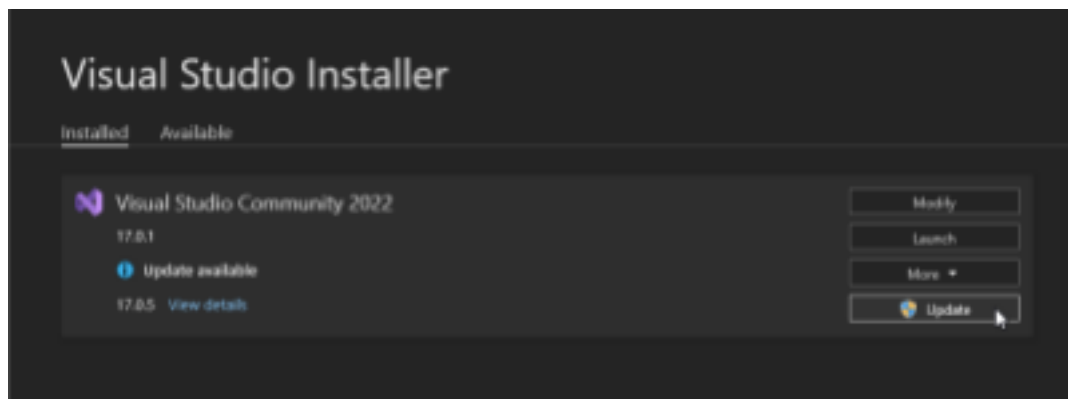 Visual Studio Installer
Installed Available
Visual Studio Community 2022 Modify
17.0.1 Launch
Update available More
17.0.5 View details Update